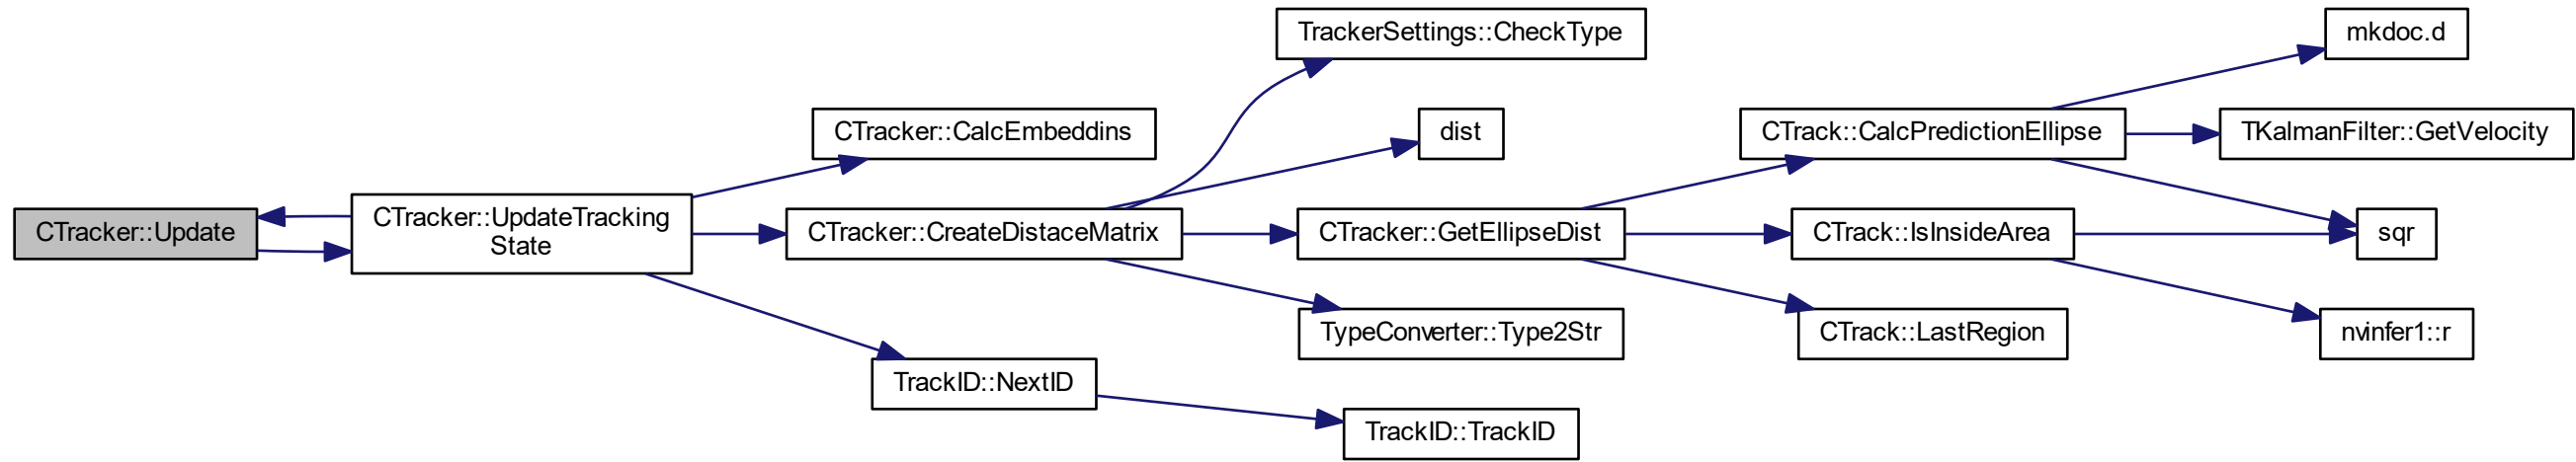 CTracker::Update
CTracker::UpdateTracking
State
CTracker::CalcEmbeddins
CTracker::CreateDistaceMatrix
TrackID::NextID
TrackerSettings::CheckType
dist
CTracker::GetEllipseDist
TypeConverter::Type2Str
TrackID::TrackID
CTrack::CalcPredictionEllipse
CTrack::IsInsideArea
CTrack::LastRegion
mkdoc.d
TKalmanFilter::GetVelocity
sqr
nvinfer1::r